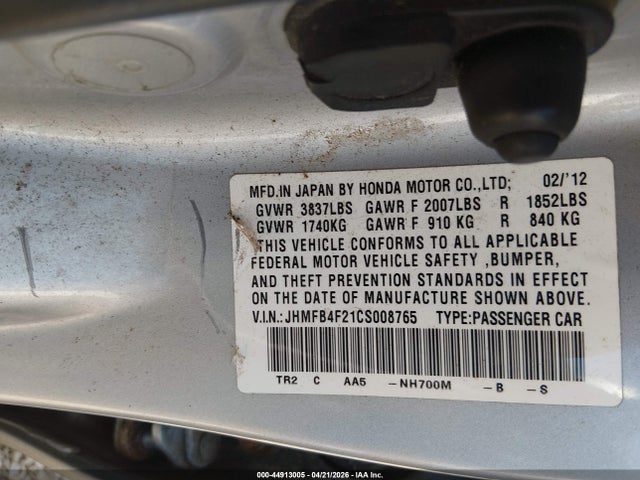 MFD.IN JAPAN BY HONDA MOTOR CO.,LTD; 02/'12
GVWR 3837LBS GAWR F 2007LBS R 1852LBS
GVWR 1740KG GAWR F 910 KG R 840 KG
THIS VEHICLE CONFORMS TO ALL APPLICABLE
FEDERAL MOTOR VEHICLE SAFETY ,BUMPER,
AND THEFT PREVENTION STANDARDS IN EFFECT
ON THE DATE OF MANUFACTURE SHOWN ABOVE.
V.I.N.:JHMFB4F21CS008765 TYPE:PASSENGER CAR
TR2 C AA5 -NH700M -B -S
000-44913005 - 04/21/2026 - IAA Inc.